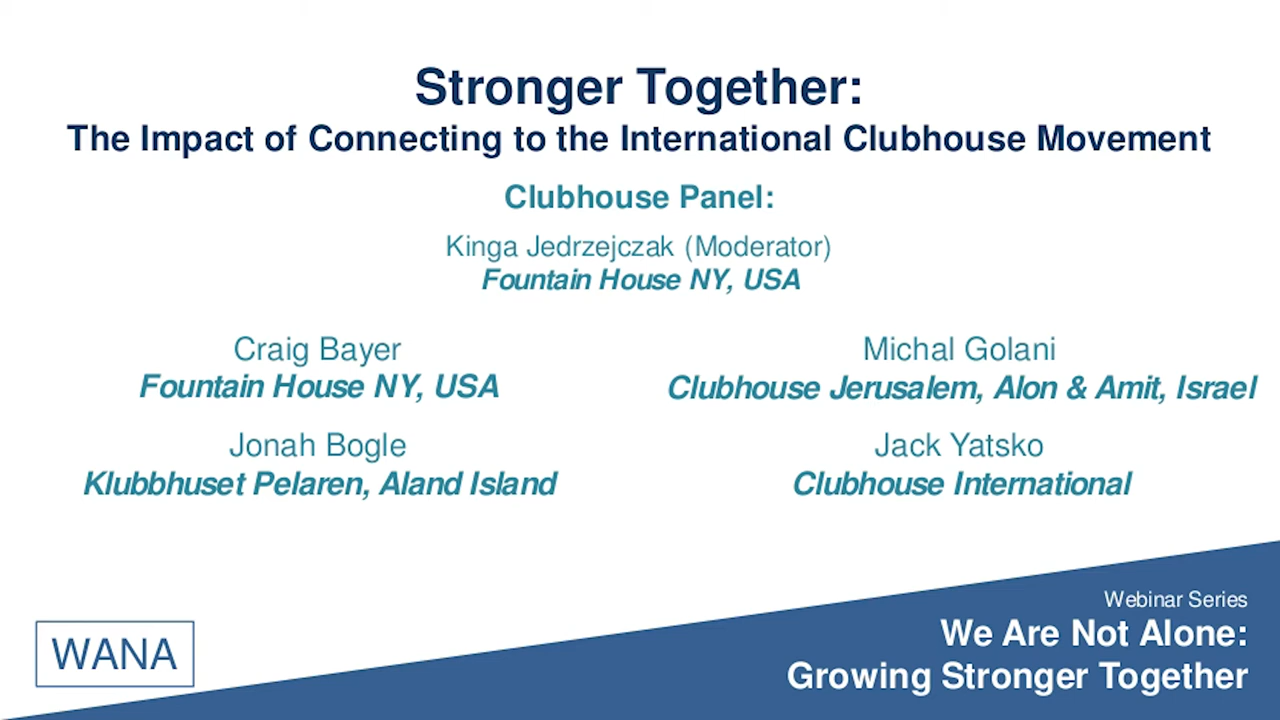 Stronger Together:
The Impact of Connecting to the International Clubhouse Movement
Clubhouse Panel:
Kinga Jedrzejczak (Moderator)
Fountain House NY, USA
Craig Bayer
Fountain House NY, USA
Michal Golani
Clubhouse Jerusalem, Alon & Amit, Israel
Jonah Bogle
Klubbhuset Pelaren, Aland Island
Jack Yatsko
Clubhouse International
WANA
Webinar Series
We Are Not Alone:
Growing Stronger Together